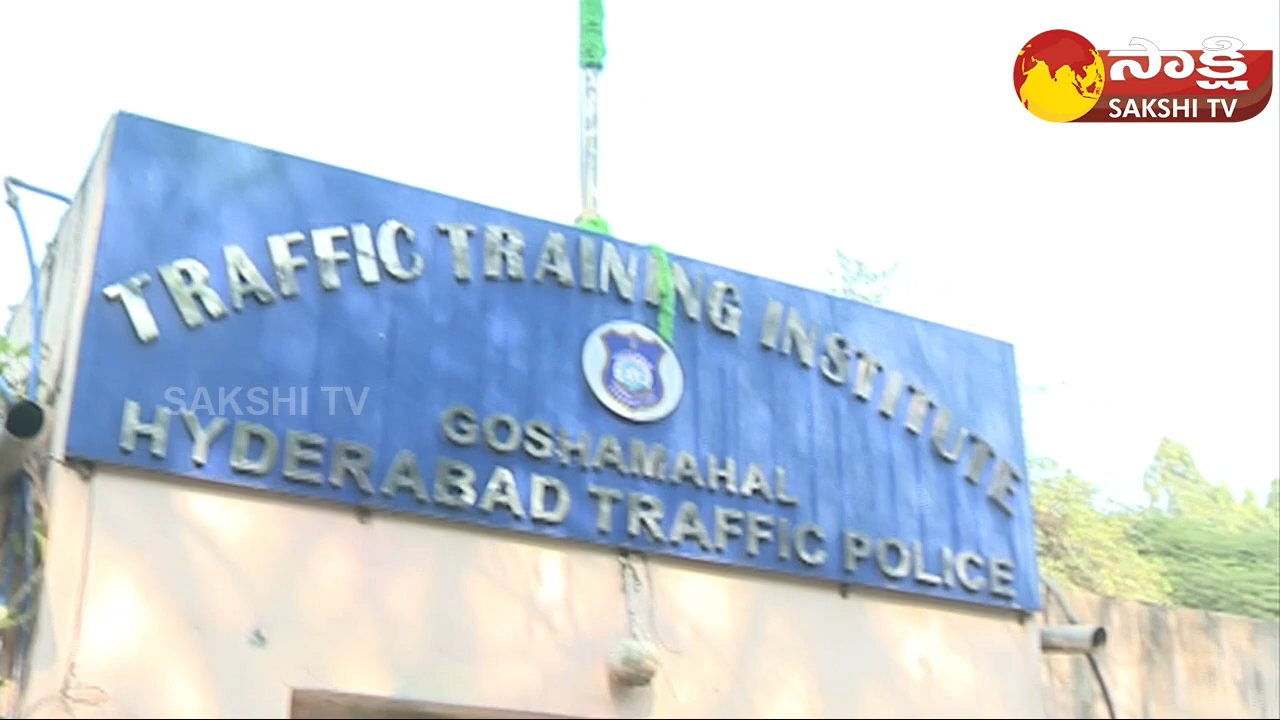 సాక్షి
SAKSHI TV
TRAFFIC TRAINING INSTITUTE
SAKSHI TV
GOSHAMAHAL
HYDERABAD TRAFFIC POLICE